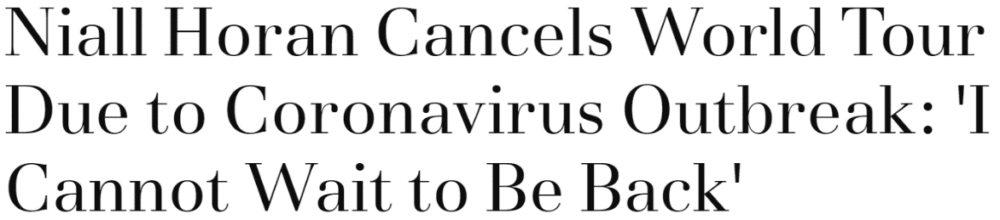 Niall Horan Cancels World Tour
Due to Coronavirus Outbreak: 'I
Cannot Wait to Be Back'